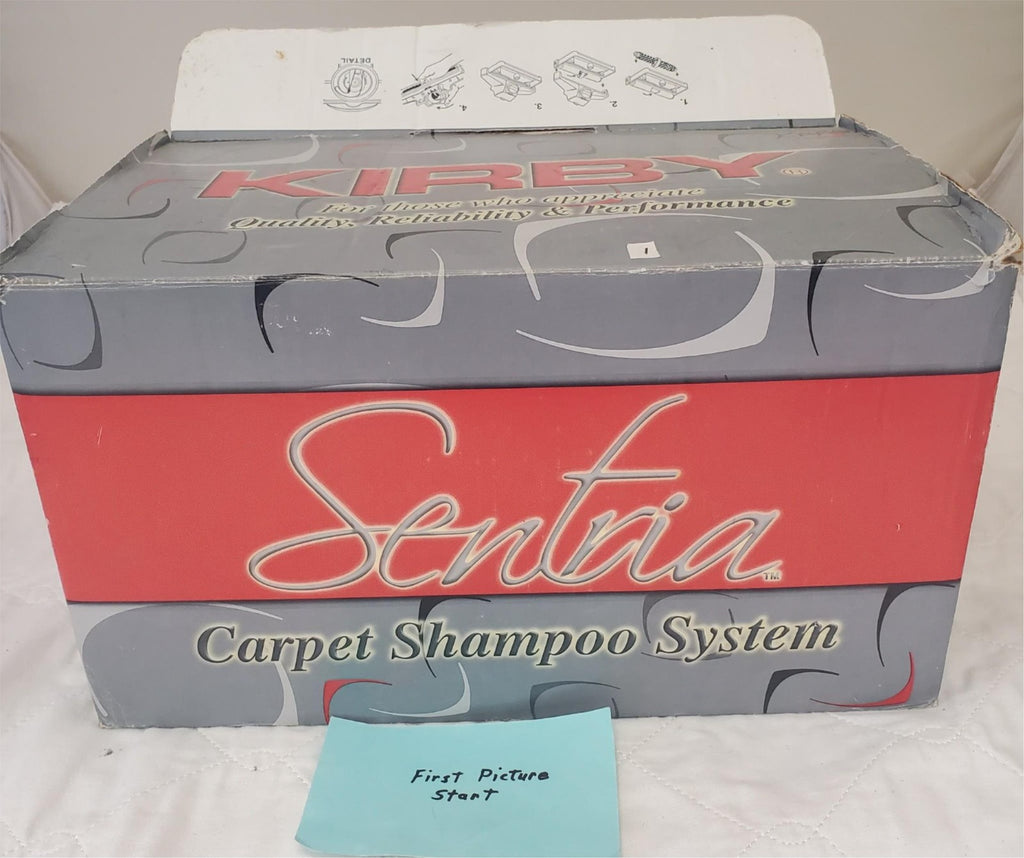 DETAIL
4.
3.
2.
1.
KIRBY®
For those who appreciate
Quality, Reliability & Performance
1
Sentria™
Carpet Shampoo System
First Picture
Start